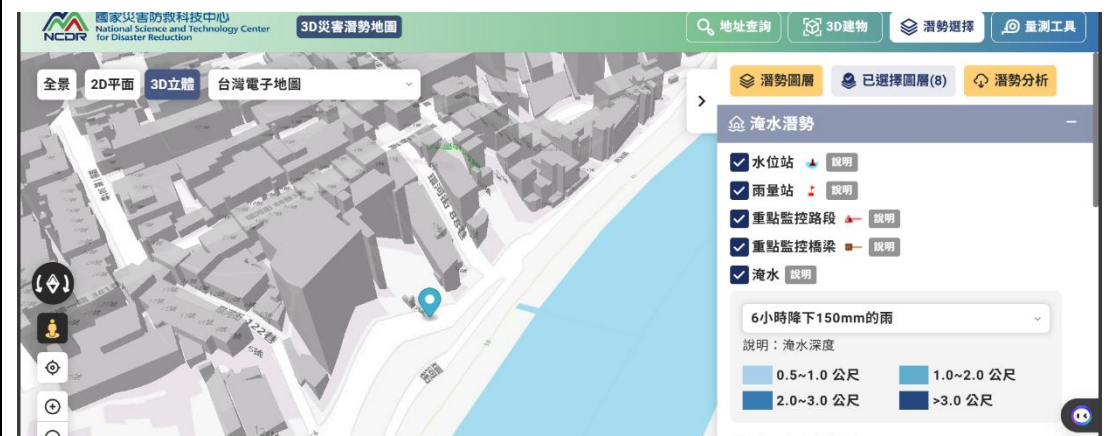 國家災害防救科技中心
National Science and Technology Center
for Disaster Reduction
NCDR
3D災害潛勢地圖
地址查詢
3D建物
潛勢選擇
量測工具
全景
2D平面
3D立體
台灣電子地圖
潛勢圖層
已選擇圖層(8)
潛勢分析
淹水潛勢
水位站 說明
雨量站 說明
重點監控路段 說明
重點監控橋梁 說明
淹水 說明
6小時降下150mm的雨
說明：淹水深度
0.5~1.0 公尺
1.0~2.0 公尺
2.0~3.0 公尺
>3.0 公尺